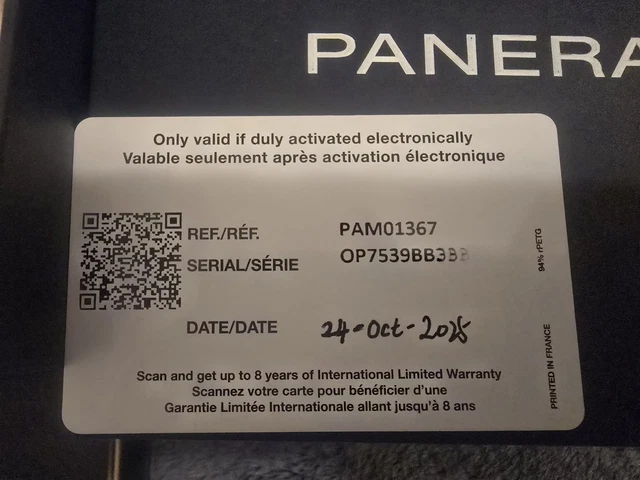 PANERA
Only valid if duly activated electronically
Valable seulement après activation électronique
REF./RÉF. PAM01367
SERIAL/SÉRIE
DATE/DATE 24-Oct-2025
Scan and get up to 8 years of International Limited Warranty
Scannez votre carte pour bénéficier d'une
Garantie Limitée Internationale allant jusqu'à 8 ans
94% rPETG
PRINTED IN FRANCE